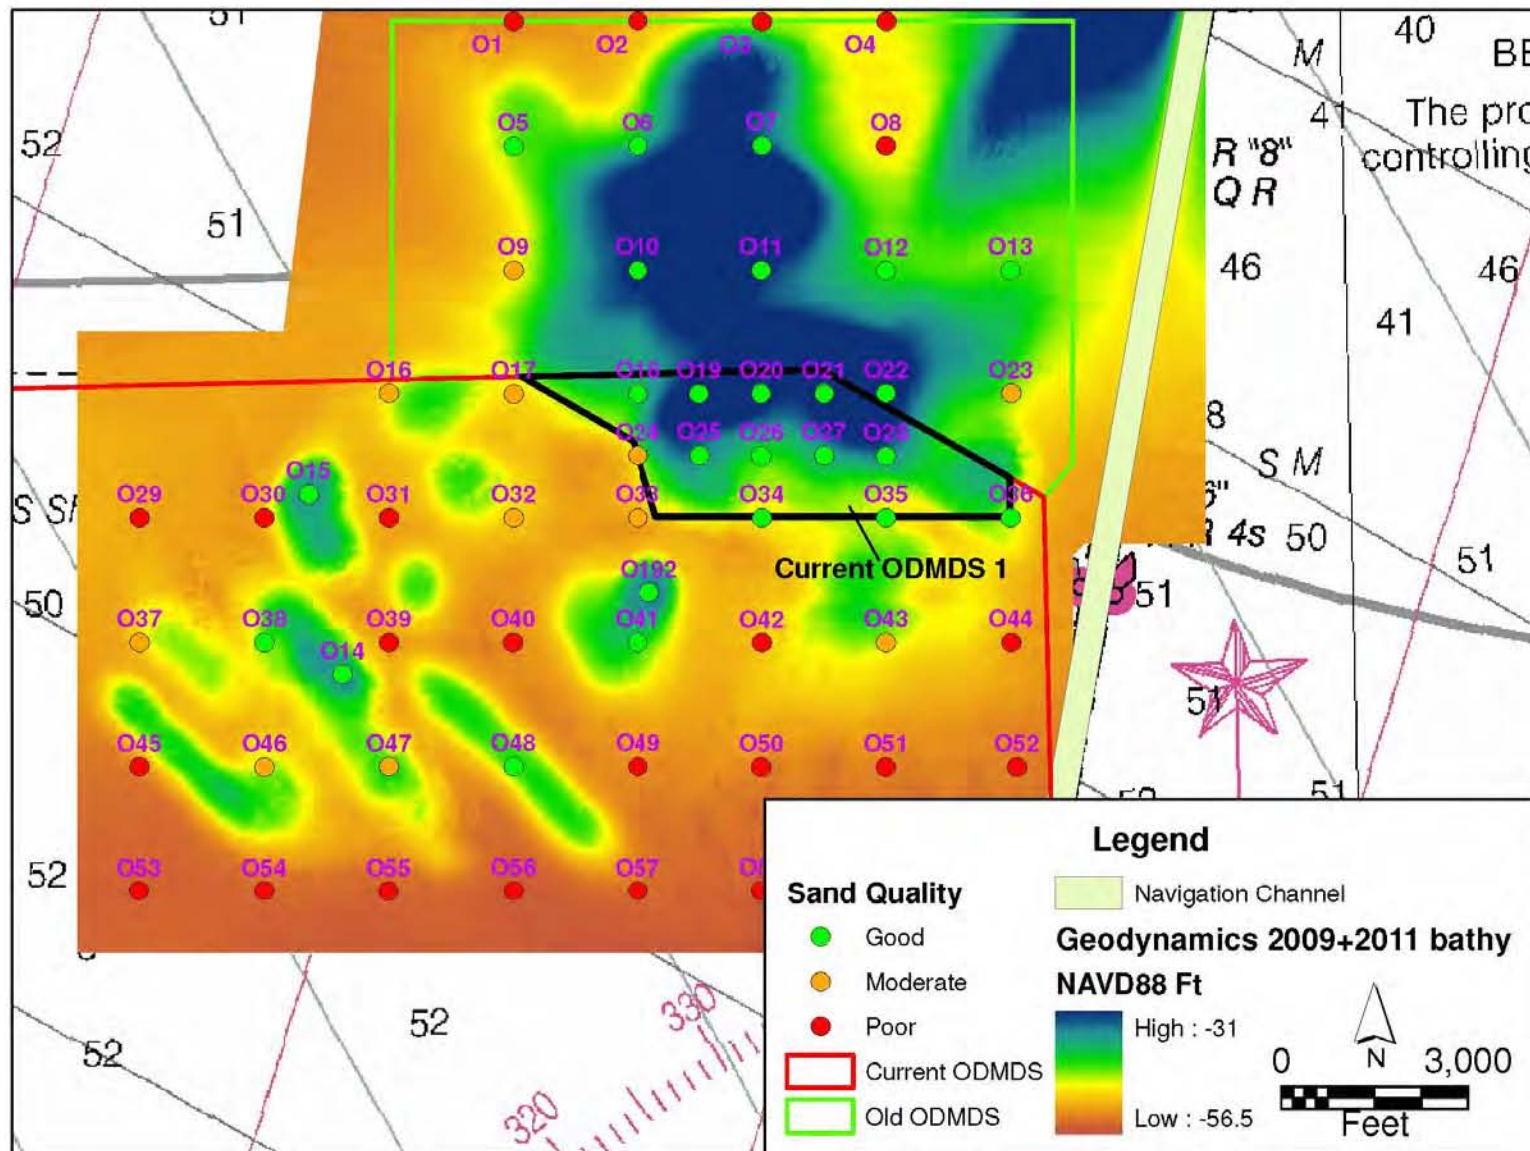 51
40
M
BE
O1 O2 O3 O4
4
The pro
52
O5 O6 O7 O8
R "8"
controlling
Q R
51
O9 O10 O11 O12 O13
46
46
41
O16 O17 O18 O19 O20 O21 O22 O23
8
O24 O25 O26 O27 O28
S M
O15
O29 O30 O31 O32 O33 O34 O35 O36
6"
R 4s
50
51
Current ODMDS 1
O192
50
51
O37 O38 O39 O40 O41 O42 O43 O44
O14
51
O45 O46 O47 O48 O49 O50 O51 O52
51
52
O53 O54 O55 O56 O57
52
52
330
320
Legend
Sand Quality
Good
Moderate
Poor
Current ODMDS
Old ODMDS
Navigation Channel
Geodynamics 2009+2011 bathy
NAVD88 Ft
High : -31
Low : -56.5
N
0 3,000
Feet